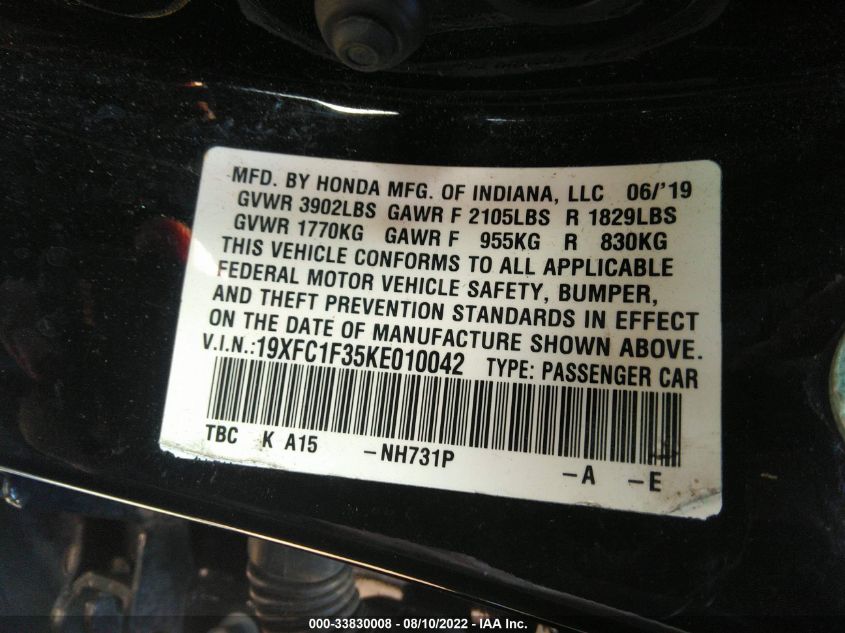 MFD. BY HONDA MFG. OF INDIANA, LLC 06/'19
GVWR 3902LBS GAWR F 2105LBS R 1829LBS
GVWR 1770KG GAWR F 955KG R 830KG
THIS VEHICLE CONFORMS TO ALL APPLICABLE
FEDERAL MOTOR VEHICLE SAFETY, BUMPER,
AND THEFT PREVENTION STANDARDS IN EFFECT
ON THE DATE OF MANUFACTURE SHOWN ABOVE.
V.I.N.:19XFC1F35KE010042 TYPE: PASSENGER CAR
TBC K A15 -NH731P -A -E
000-33830008 - 08/10/2022 - IAA Inc.